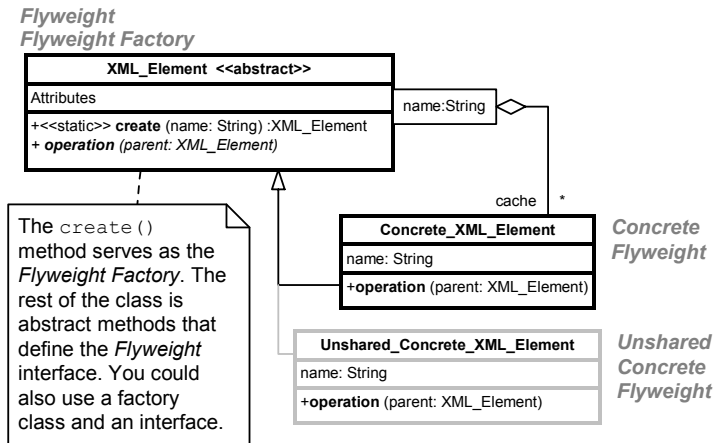 Flyweight
Flyweight Factory
XML_Element <<abstract>>
Attributes
+<<static>> create (name: String) :XML_Element
+ operation (parent: XML_Element)
name:String
cache *
The create()
method serves as the
Flyweight Factory. The
rest of the class is
abstract methods that
define the Flyweight
interface. You could
also use a factory
class and an interface.
Concrete_XML_Element
name: String
+operation (parent: XML_Element)
Concrete
Flyweight
Unshared_Concrete_XML_Element
name: String
+operation (parent: XML_Element)
Unshared
Concrete
Flyweight